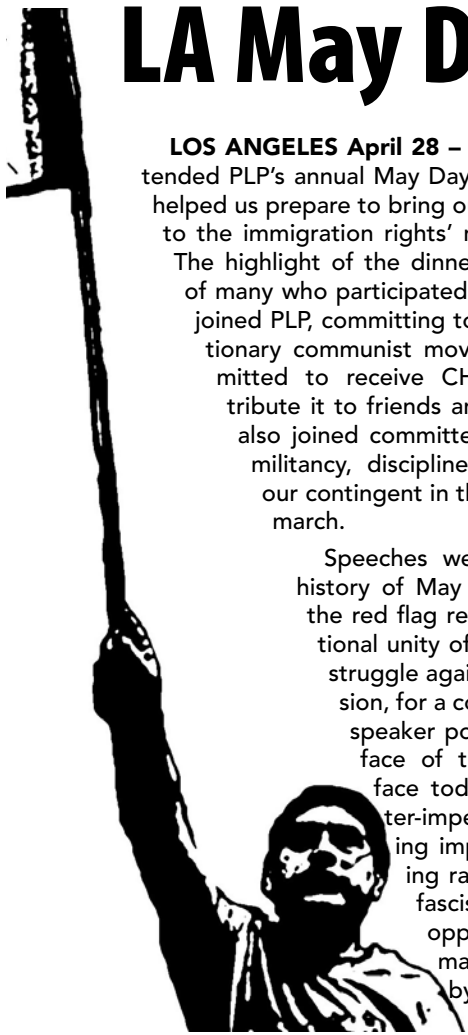 LA May D
LOS ANGELES April 28 –
tended PLP’s annual May Day
helped us prepare to bring o
to the immigration rights’ 
The highlight of the dinne
of many who participated
joined PLP, committing to
tionary communist mov
mitted to receive CH
tribute it to friends a
also joined committe
militancy, discipline
our contingent in t
march.
Speeches we
history of May
the red flag re
tional unity of
struggle agai
sion, for a co
speaker po
face of t
face tod
ter-impe
ing imp
ing ra
fascis
opp
ma
by